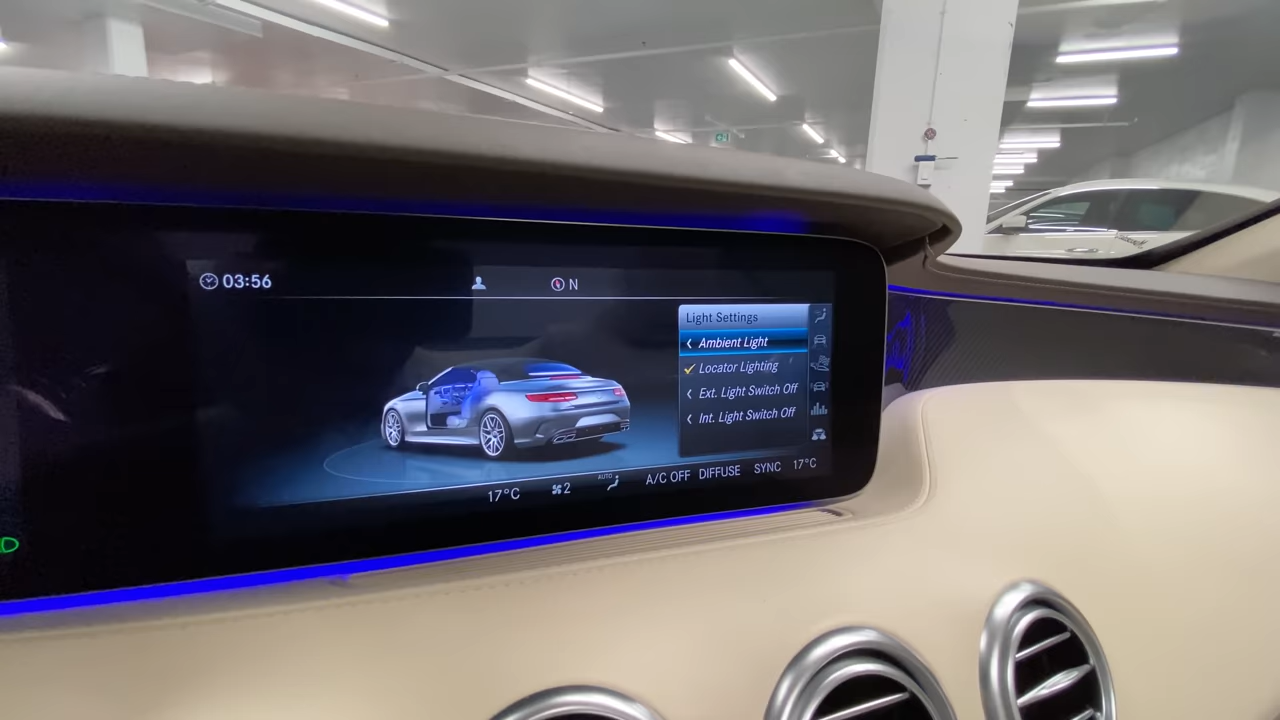 03:56
N
Light Settings
Ambient Light
Locator Lighting
Ext. Light Switch Off
Int. Light Switch Off
17°C
2
AUTO
A/C OFF
DIFFUSE
SYNC
17°C